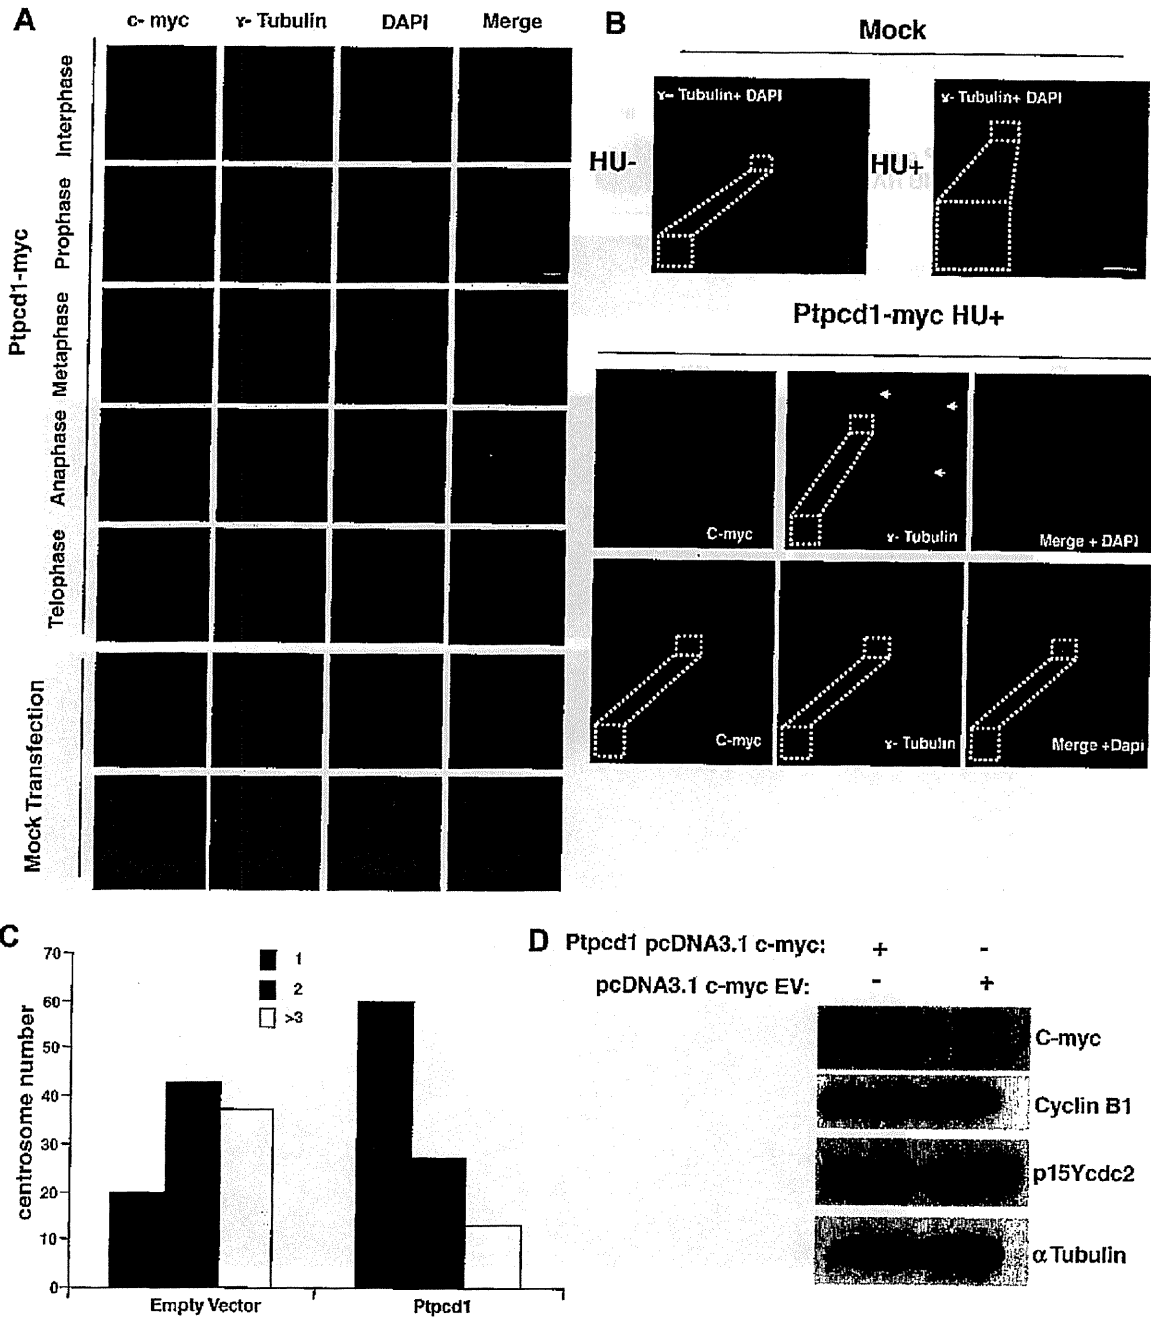 A
c- myc
ɤ- Tubulin
DAPI
Merge
Ptpcd1-myc
Interphase
Prophase
Metaphase
Anaphase
Telophase
Mock Transfection
B
Mock
HU-
ɤ- Tubulin+ DAPI
HU+
ɤ- Tubulin+ DAPI
Ptpcd1-myc HU+
C-myc
ɤ- Tubulin
Merge + DAPI
C-myc
ɤ- Tubulin
Merge +Dapi
C
centrosome number
70
60
50
40
30
20
10
0
1
2
>3
Empty Vector
Ptpcd1
D
Ptpcd1 pcDNA3.1 c-myc: + -
pcDNA3.1 c-myc EV: - +
C-myc
Cyclin B1
p15Ycdc2
α Tubulin